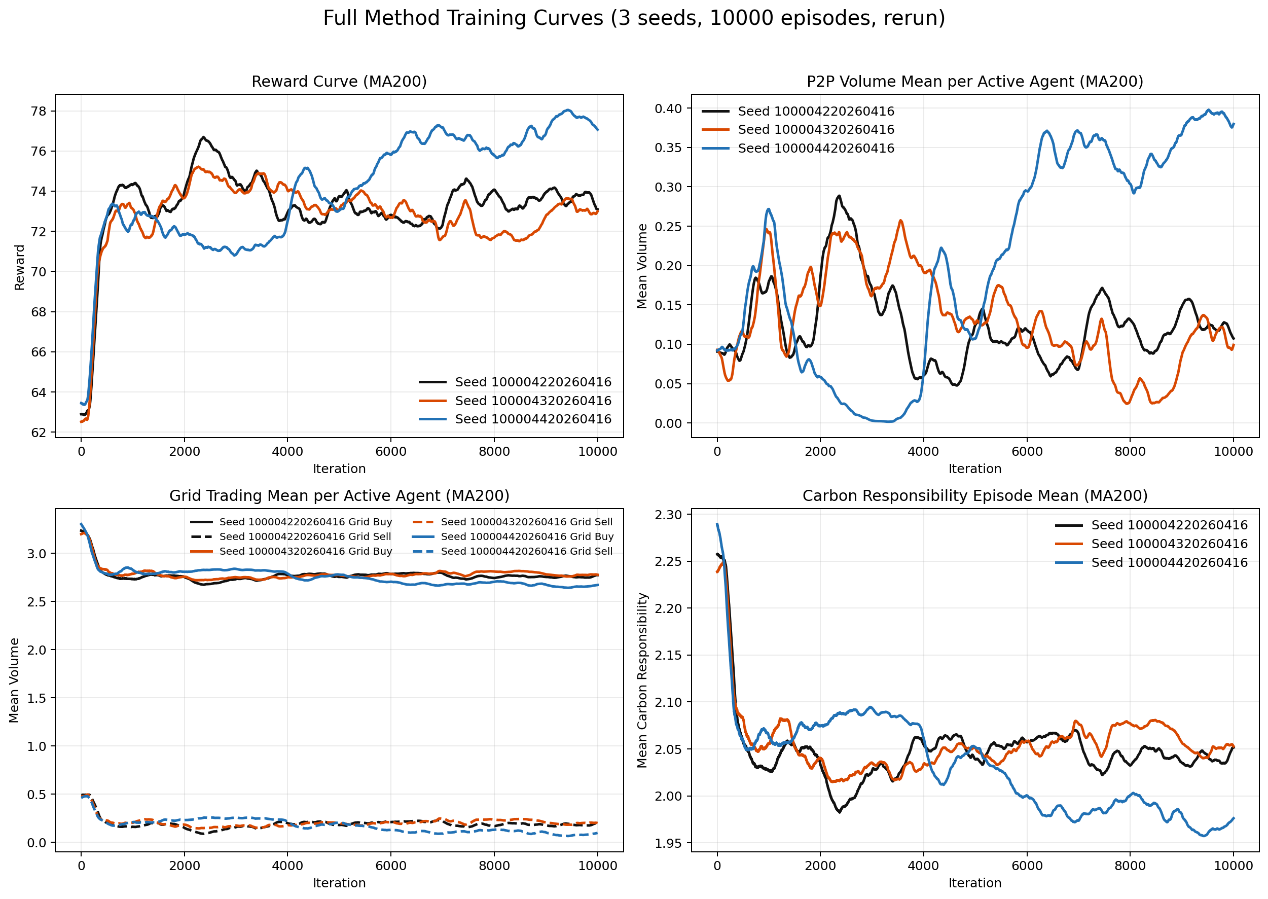 Full Method Training Curves (3 seeds, 10000 episodes, rerun)
Reward Curve (MA200)
78
76
74
72
70
68
66
64
62
Reward
0
2000
4000
6000
8000
10000
Iteration
Seed 100004220260416
Seed 100004320260416
Seed 100004420260416
P2P Volume Mean per Active Agent (MA200)
0.40
0.35
0.30
0.25
0.20
0.15
0.10
0.05
0.00
Mean Volume
0
2000
4000
6000
8000
10000
Iteration
Seed 100004220260416
Seed 100004320260416
Seed 100004420260416
Grid Trading Mean per Active Agent (MA200)
3.0
2.5
2.0
1.5
1.0
0.5
0.0
Mean Volume
0
2000
4000
6000
8000
10000
Iteration
Seed 100004220260416 Grid Buy
Seed 100004220260416 Grid Sell
Seed 100004320260416 Grid Buy
Seed 100004320260416 Grid Sell
Seed 100004420260416 Grid Buy
Seed 100004420260416 Grid Sell
Carbon Responsibility Episode Mean (MA200)
2.30
2.25
2.20
2.15
2.10
2.05
2.00
1.95
Mean Carbon Responsibility
0
2000
4000
6000
8000
10000
Iteration
Seed 100004220260416
Seed 100004320260416
Seed 100004420260416